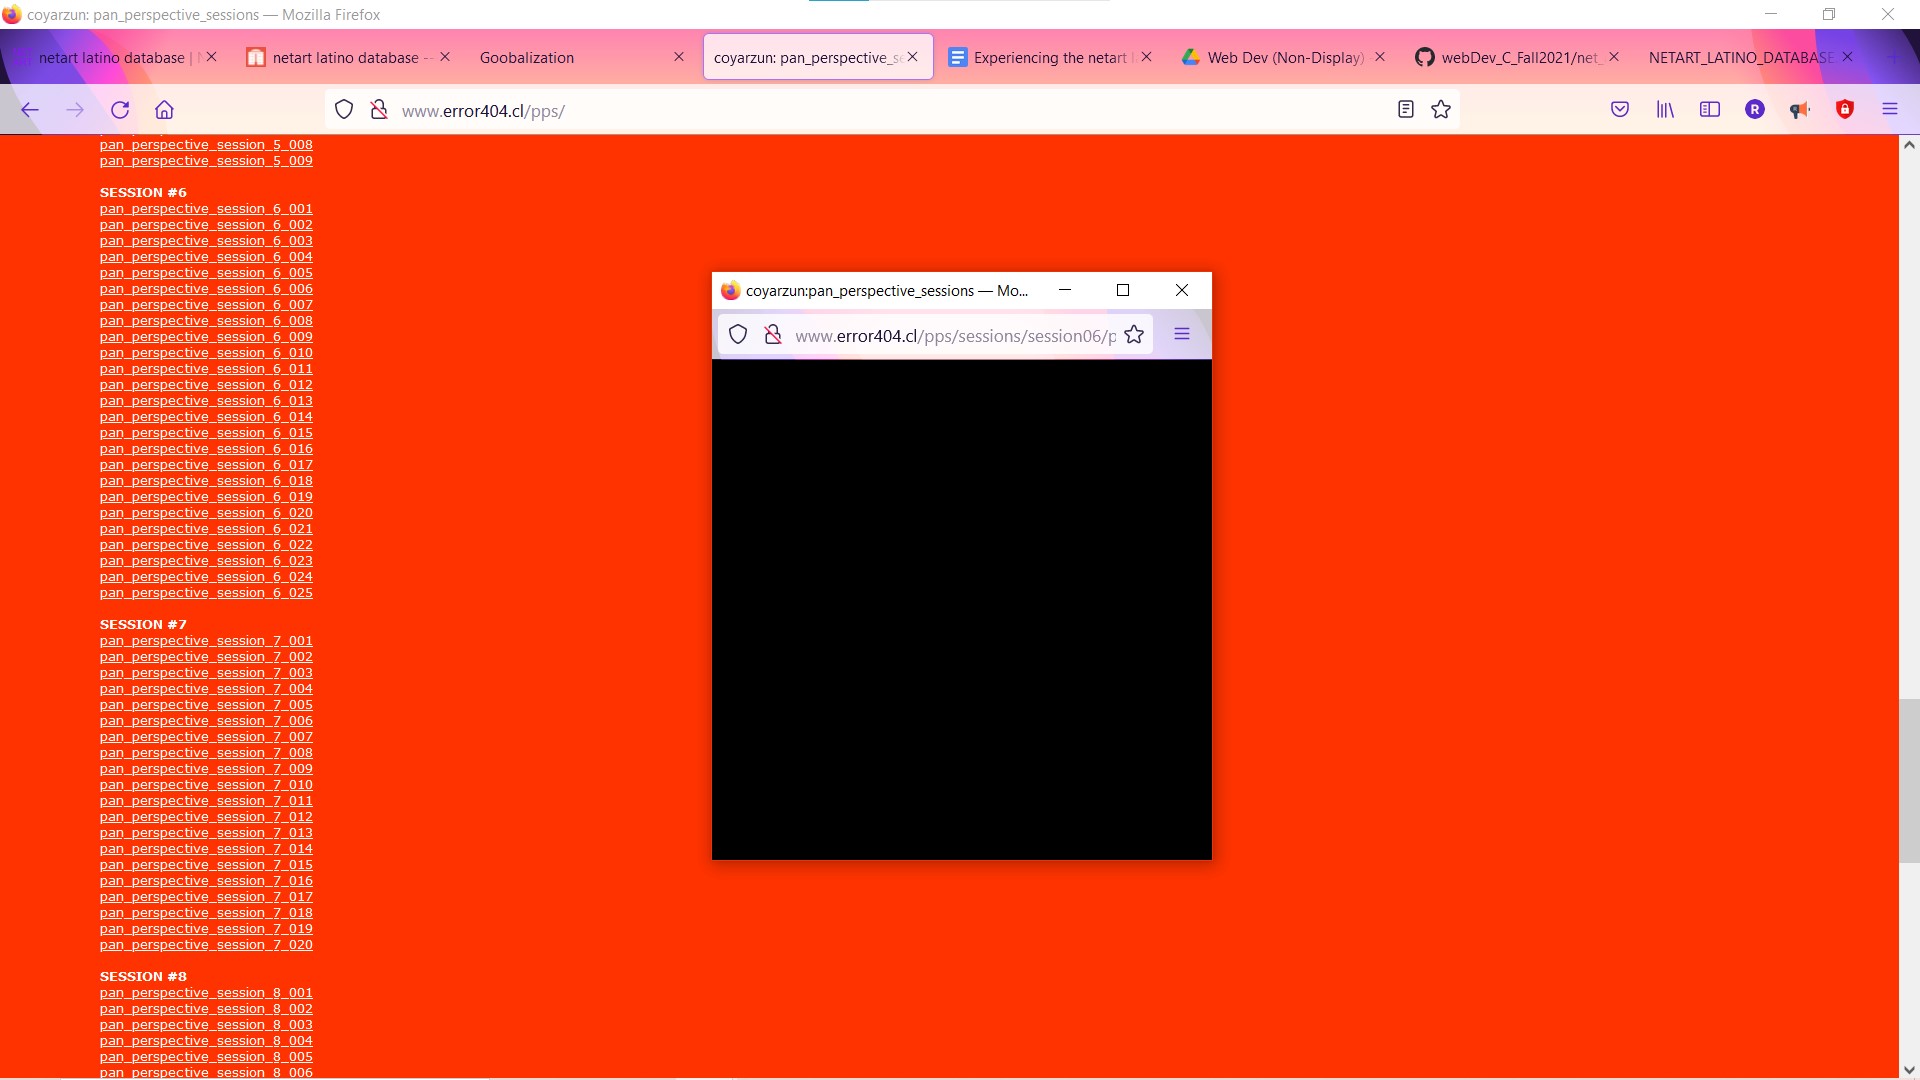 coyarzun: pan_perspective_sessions — Mozilla Firefox
netart latino database |
netart latino database -
Goobalization
coyarzun: pan_perspective_se
Experiencing the netart l
Web Dev (Non-Display)
webDev_C_Fall2021/net_
NETART_LATINO_DATABASE
www.error404.cl/pps/
R
pan_perspective_session_5_008
pan_perspective_session_5_009
SESSION #6
pan_perspective_session_6_001
pan_perspective_session_6_002
pan_perspective_session_6_003
pan_perspective_session_6_004
pan_perspective_session_6_005
pan_perspective_session_6_006
pan_perspective_session_6_007
pan_perspective_session_6_008
pan_perspective_session_6_009
pan_perspective_session_6_010
pan_perspective_session_6_011
pan_perspective_session_6_012
pan_perspective_session_6_013
pan_perspective_session_6_014
pan_perspective_session_6_015
pan_perspective_session_6_016
pan_perspective_session_6_017
pan_perspective_session_6_018
pan_perspective_session_6_019
pan_perspective_session_6_020
pan_perspective_session_6_021
pan_perspective_session_6_022
pan_perspective_session_6_023
pan_perspective_session_6_024
pan_perspective_session_6_025
SESSION #7
pan_perspective_session_7_001
pan_perspective_session_7_002
pan_perspective_session_7_003
pan_perspective_session_7_004
pan_perspective_session_7_005
pan_perspective_session_7_006
pan_perspective_session_7_007
pan_perspective_session_7_008
pan_perspective_session_7_009
pan_perspective_session_7_010
pan_perspective_session_7_011
pan_perspective_session_7_012
pan_perspective_session_7_013
pan_perspective_session_7_014
pan_perspective_session_7_015
pan_perspective_session_7_016
pan_perspective_session_7_017
pan_perspective_session_7_018
pan_perspective_session_7_019
pan_perspective_session_7_020
SESSION #8
pan_perspective_session_8_001
pan_perspective_session_8_002
pan_perspective_session_8_003
pan_perspective_session_8_004
pan_perspective_session_8_005
pan_perspective_session_8_006
coyarzun:pan_perspective_sessions — Mo...
www.error404.cl/pps/sessions/session06/p